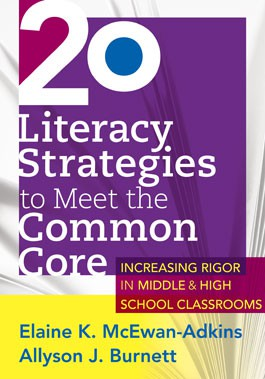 20
Literacy
Strategies
to Meet the
Common
Core
INCREASING RIGOR
IN MIDDLE & HIGH
SCHOOL CLASSROOMS
Elaine K. McEwan-Adkins
Allyson J. Burnett